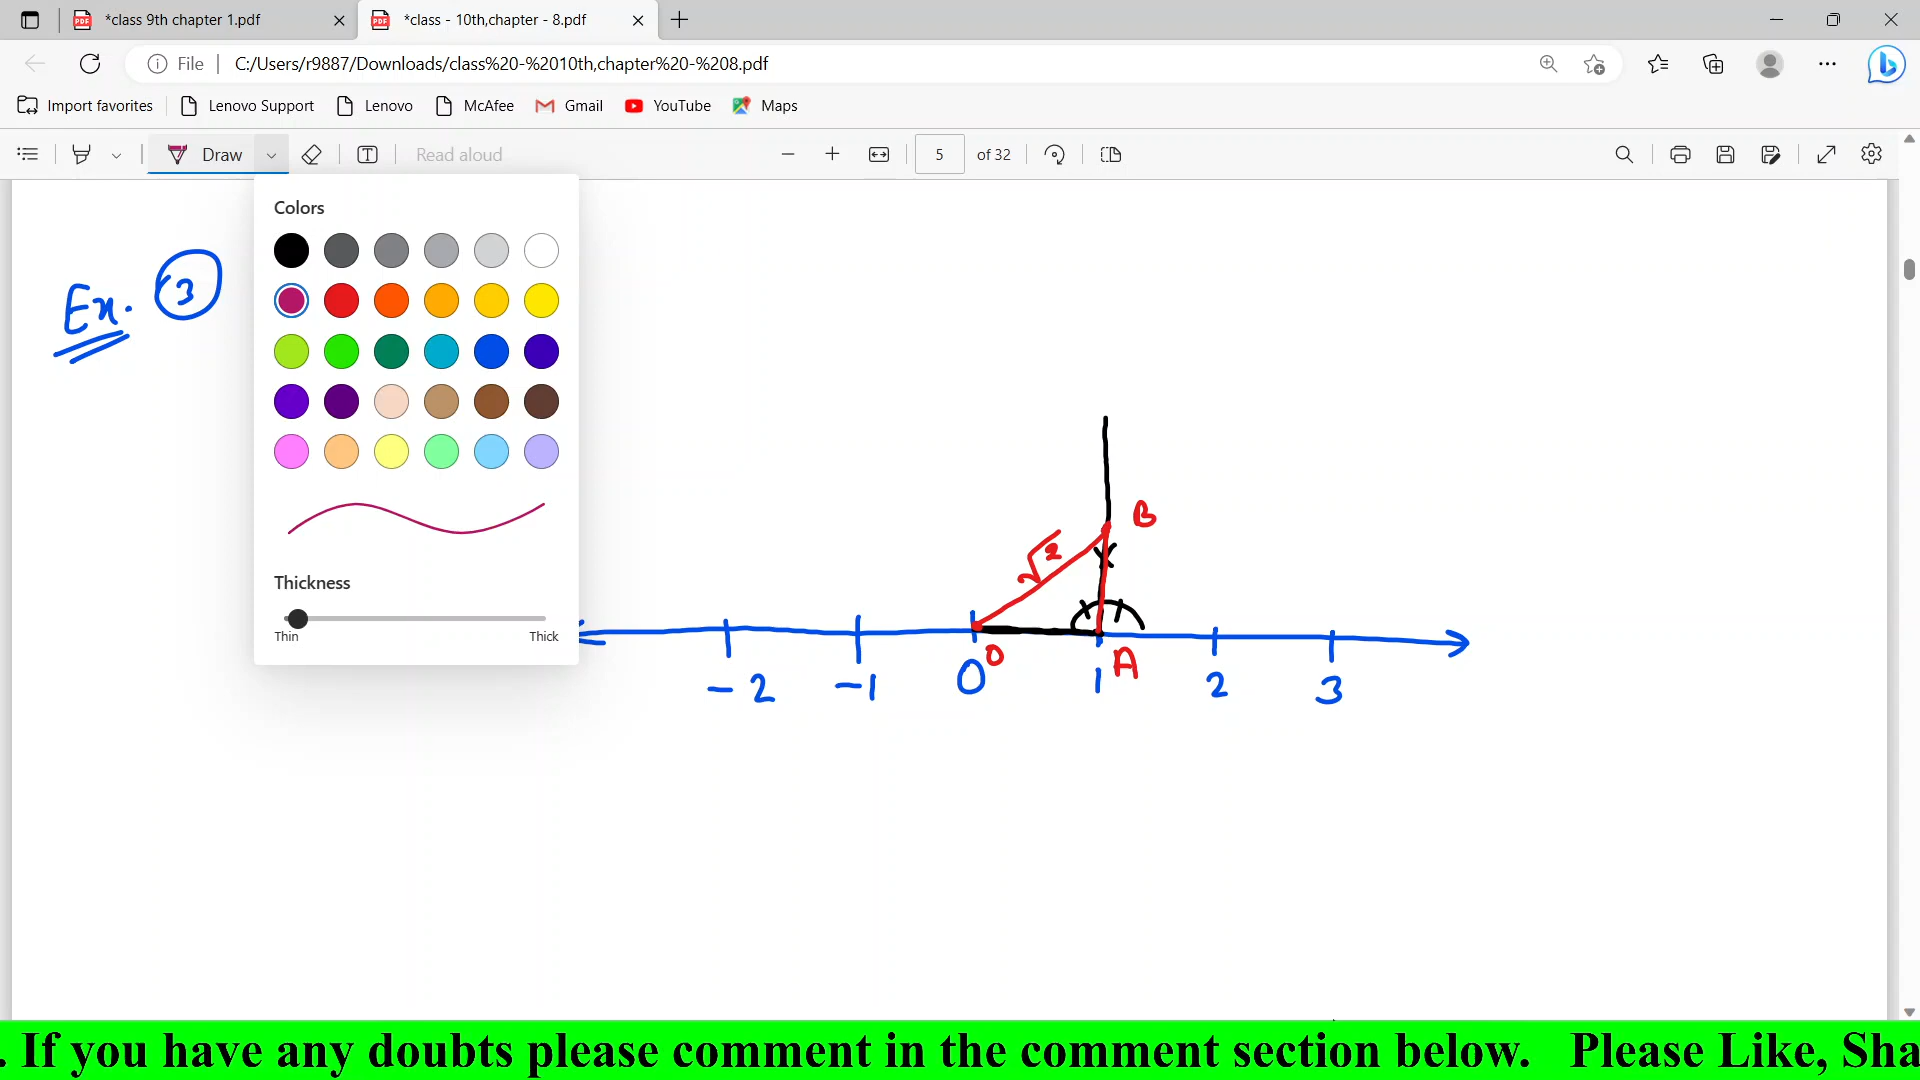 *class 9th chapter 1.pdf
*class - 10th,chapter - 8.pdf
File C:/Users/r9887/Downloads/class%20-%2010th,chapter%20-%208.pdf
Import favorites Lenovo Support Lenovo McAfee Gmail YouTube Maps
Draw Read aloud 5 of 32
Colors
Ex. 3
Thickness
Thin Thick
B
√2
O A
-2 -1 0 1 2 3
. If you have any doubts please comment in the comment section below. Please Like, Sha